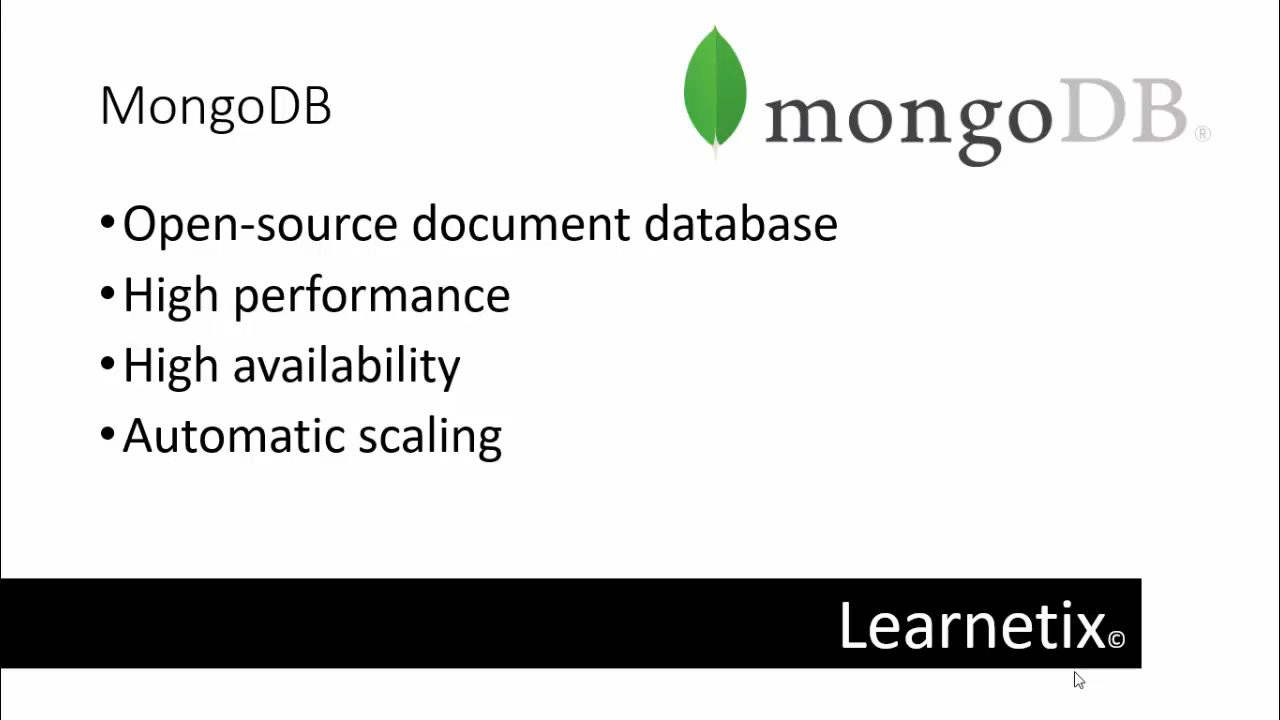 MongoDB
mongoDB®
•Open-source document database
•High performance
•High availability
•Automatic scaling
Learnetix©